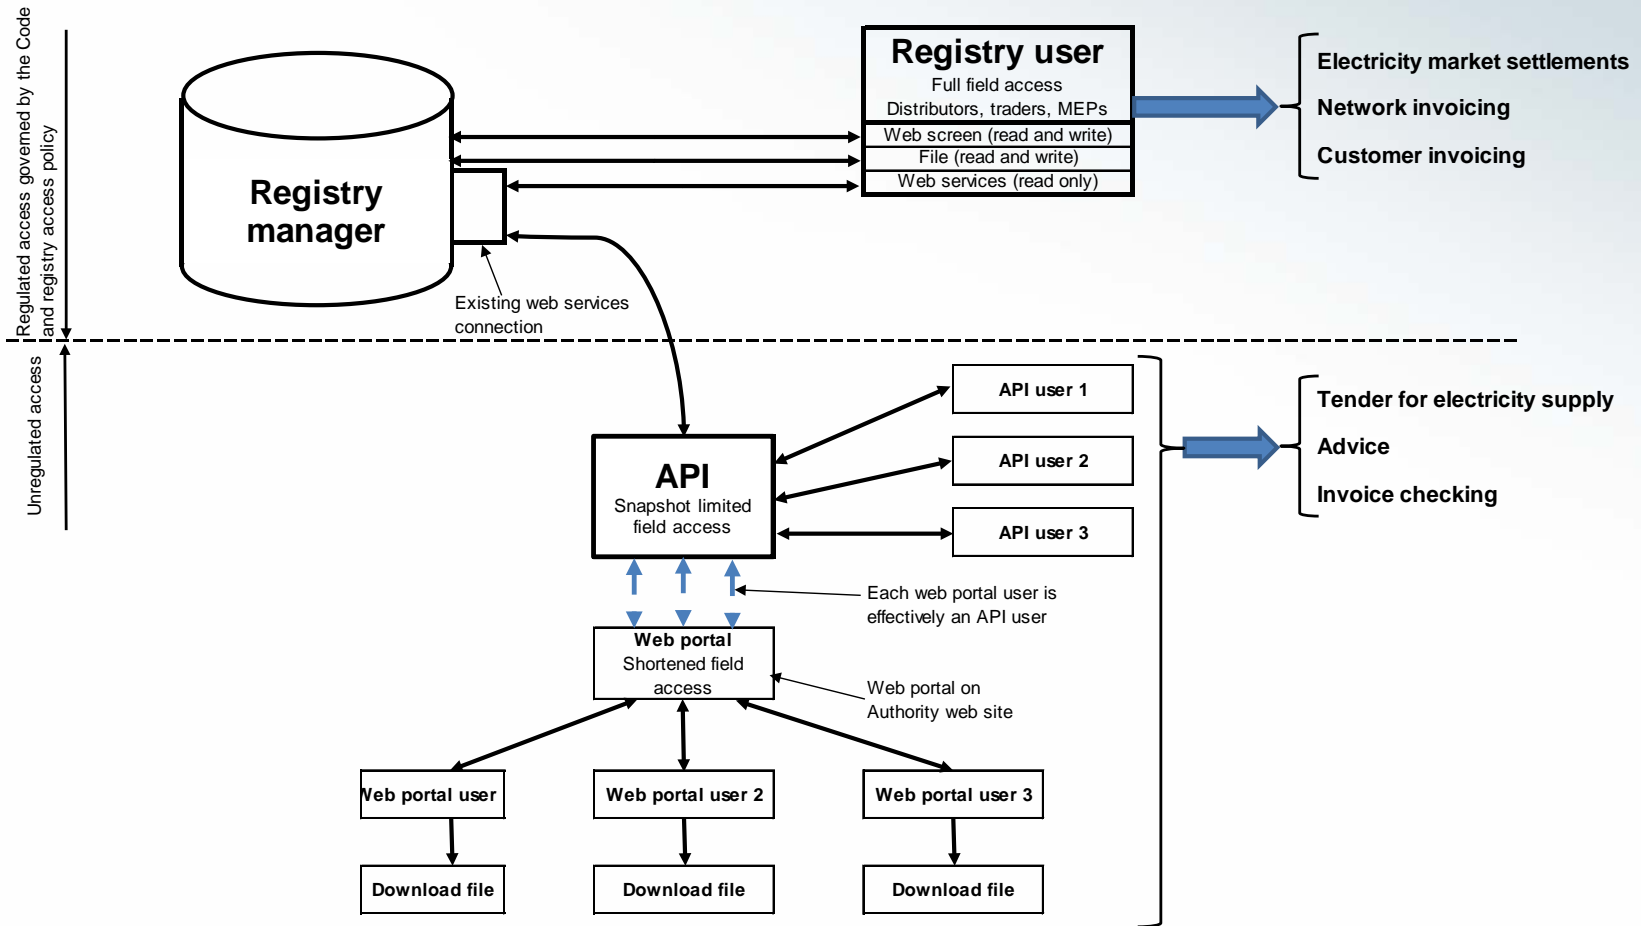 Regulated access governed by the Code
and registry access policy
Registry
manager
Existing web services
connection
Registry user
Full field access
Distributors, traders, MEPs
Web screen (read and write)
File (read and write)
Web services (read only)
Electricity market settlements
Network invoicing
Customer invoicing
Unregulated access
API
Snapshot limited
field access
API user 1
API user 2
API user 3
Tender for electricity supply
Advice
Invoice checking
Each web portal user is
effectively an API user
Web portal
Shortened field
access
Web portal on
Authority web site
Web portal user
Web portal user 2
Web portal user 3
Download file
Download file
Download file